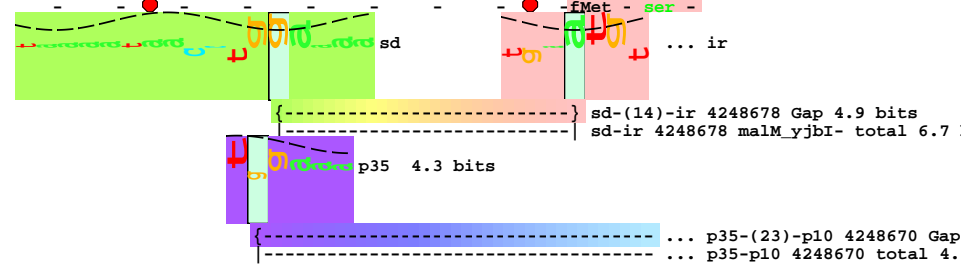 - - - - - - - fMet - ser -
sd ... ir
{-----------------------------} sd-(14)-ir 4248678 Gap 4.9 bits
|-----------------------------| sd-ir 4248678 malM_yjbI- total 6.7
p35 4.3 bits
{--------------------------------------- ... p35-(23)-p10 4248670 Gap
|--------------------------------------- ... p35-p10 4248670 total 4.